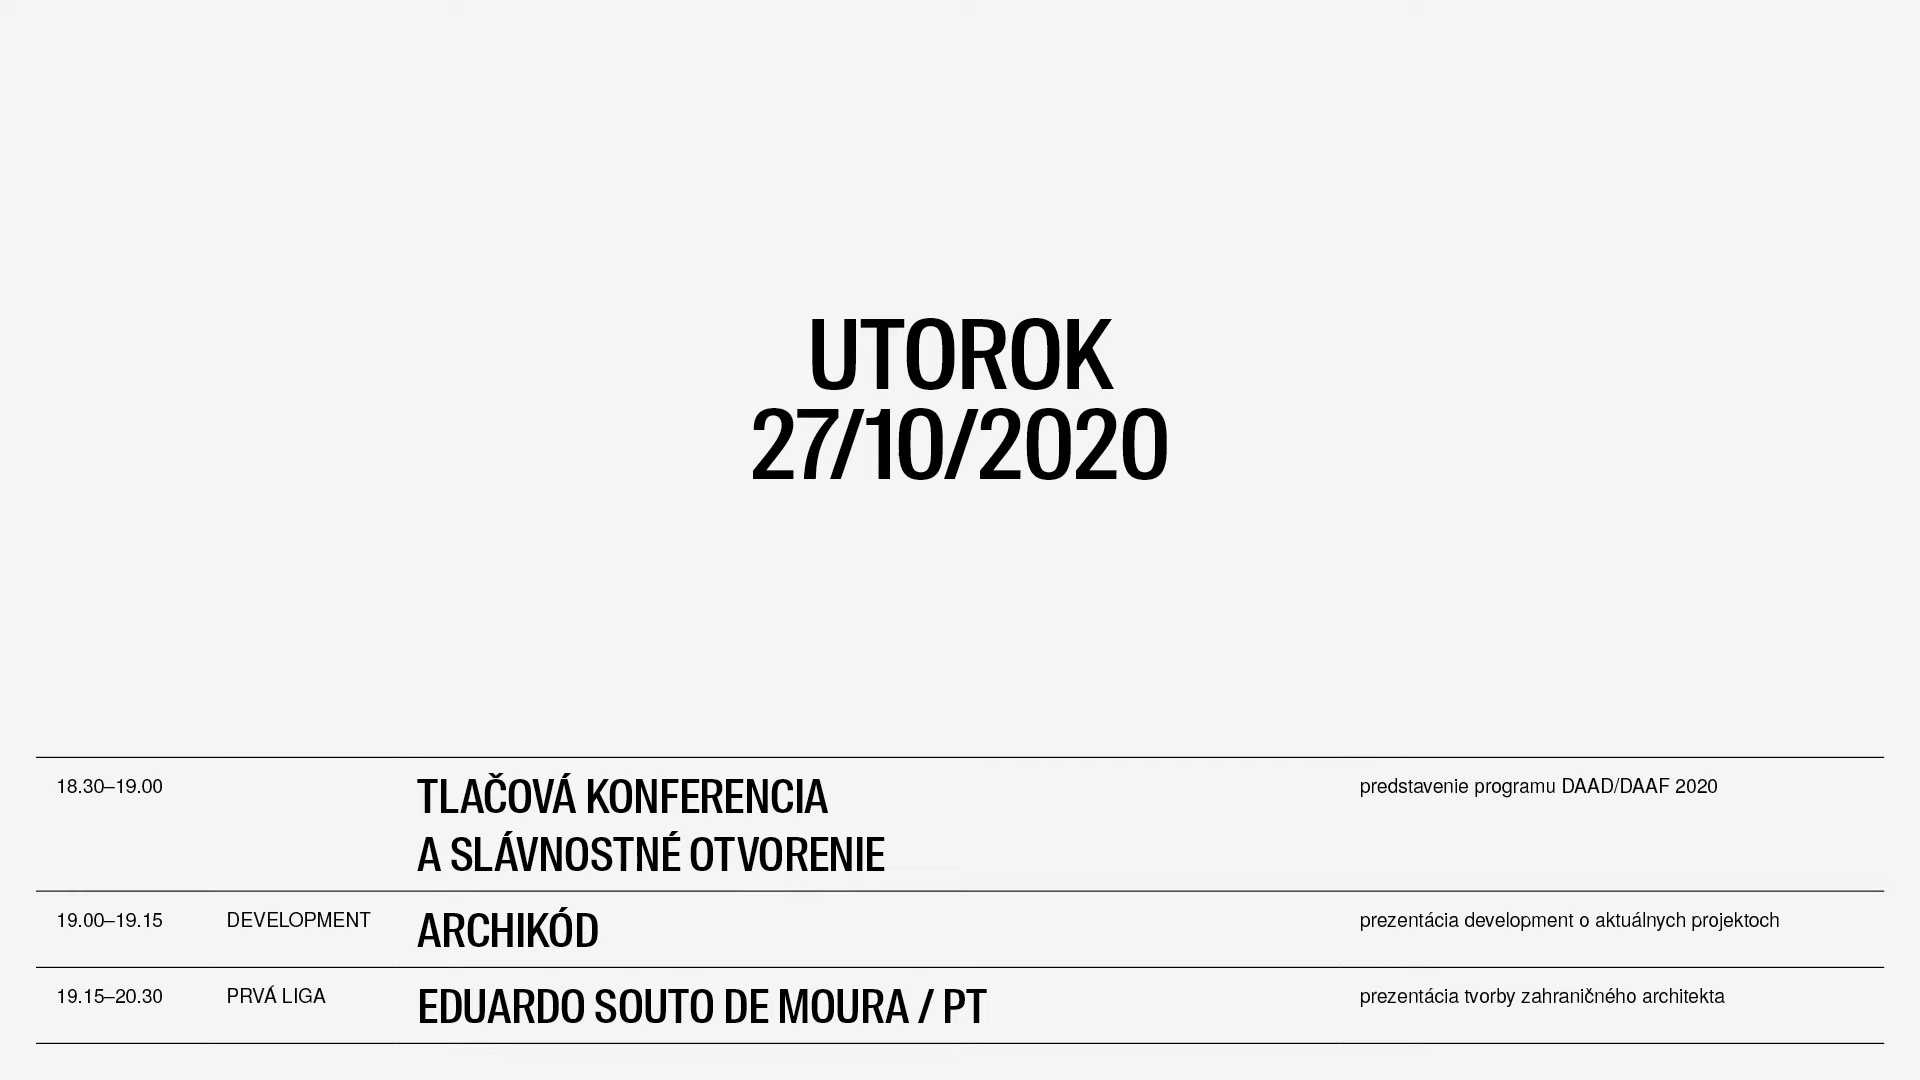 UTOROK
27/10/2020
18.30–19.00 TLAČOVÁ KONFERENCIA predstavenie programu DAAD/DAAF 2020
A SLÁVNOSTNÉ OTVORENIE
19.00–19.15 DEVELOPMENT ARCHIKÓD prezentácia development o aktuálnych projektoch
19.15–20.30 PRVÁ LIGA EDUARDO SOUTO DE MOURA / PT prezentácia tvorby zahraničného architekta